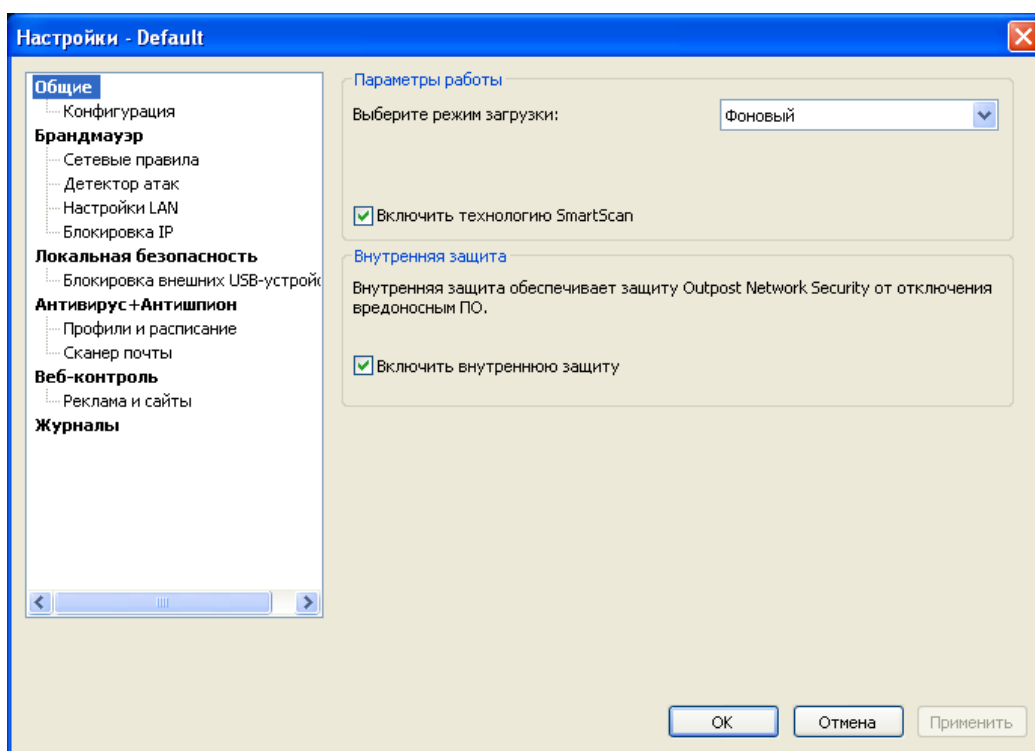 Настройки - Default
Общие
Конфигурация
Брандмауэр
Сетевые правила
Детектор атак
Настройки LAN
Блокировка IP
Локальная безопасность
Блокировка внешних USB-устрой
Антивирус+Антишпион
Профили и расписание
Сканер почты
Веб-контроль
Реклама и сайты
Журналы
Параметры работы
Выберите режим загрузки:
Фоновый
Включить технологию SmartScan
Внутренняя защита
Внутренняя защита обеспечивает защиту Outpost Network Security от отключения
вредоносным ПО.
Включить внутреннюю защиту
OK
Отмена
Применить